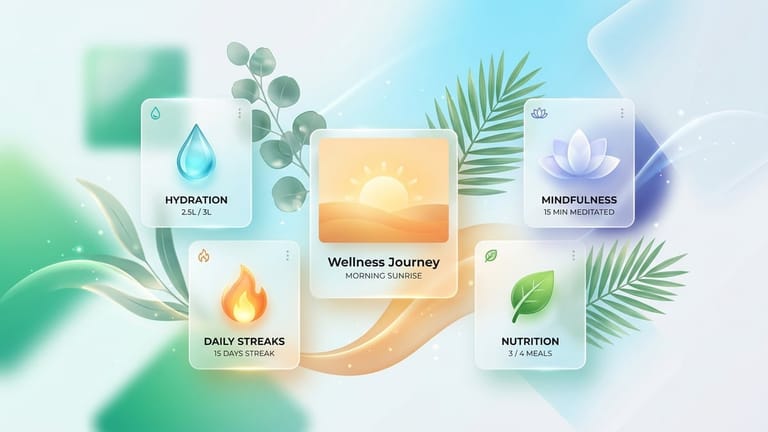 HYDRATION
2.5L / 3L
DAILY STREAKS
15 DAYS STREAK
Wellness Journey
MORNING SUNRISE
MINDFULNESS
15 MIN MEDITATED
NUTRITION
3 / 4 MEALS